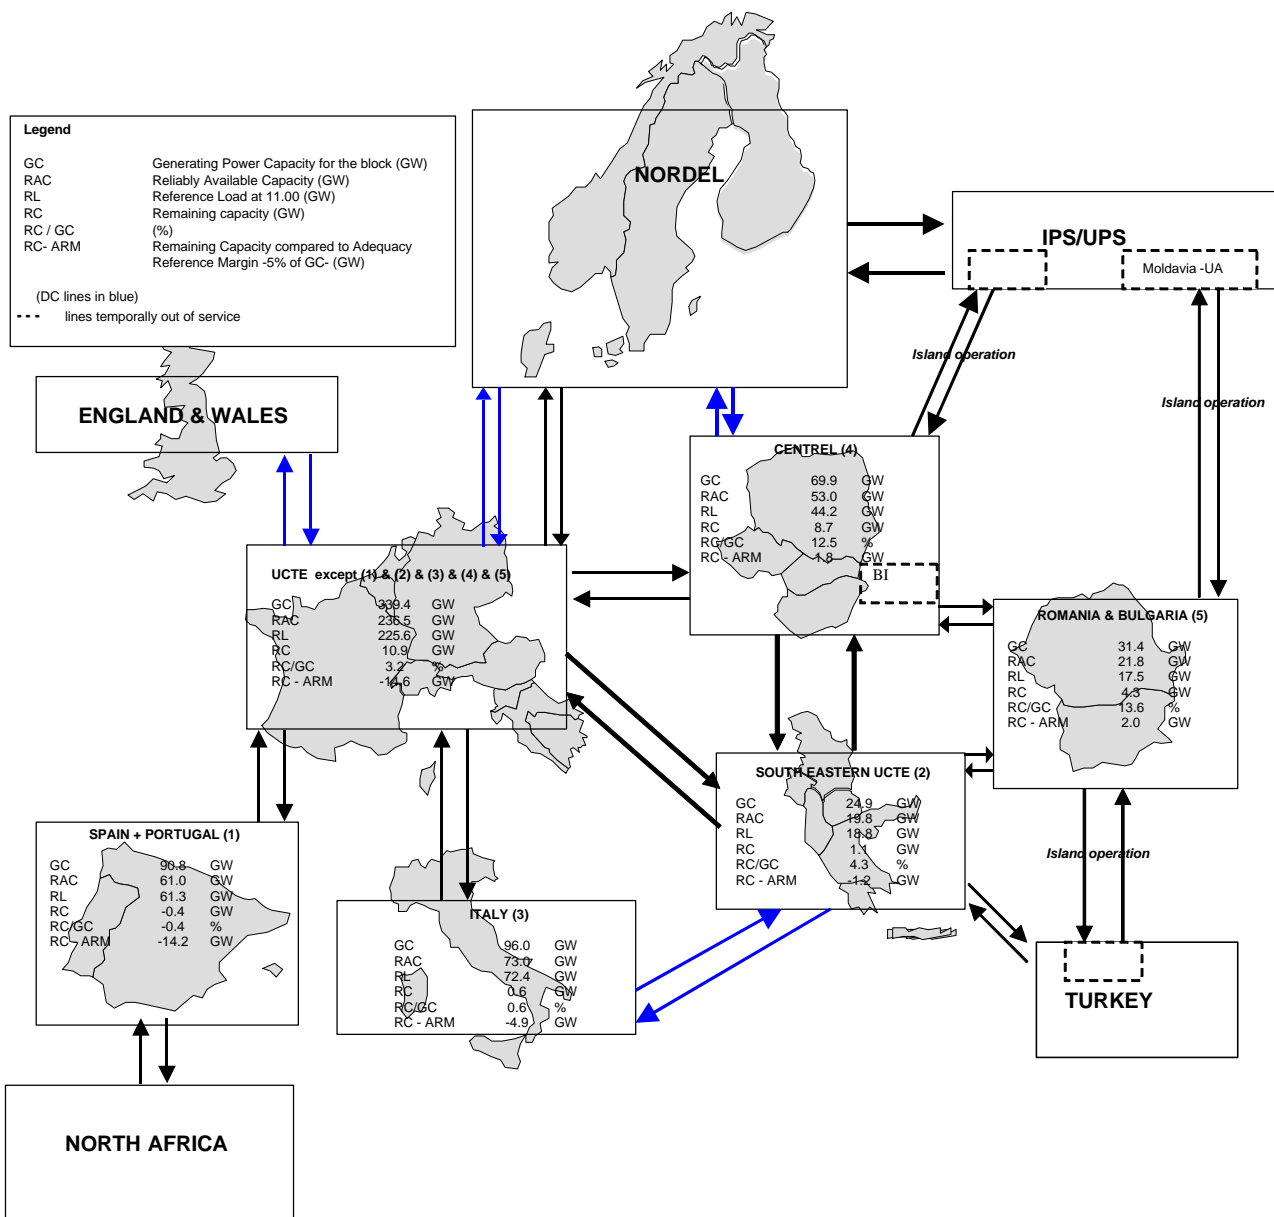 Legend
GC Generating Power Capacity for the block (GW)
RAC Reliably Available Capacity (GW)
RL Reference Load at 11.00 (GW)
RC Remaining capacity (GW)
RC / GC (%)
RC- ARM Remaining Capacity compared to Adequacy
Reference Margin -5% of GC- (GW)
(DC lines in blue)
lines temporally out of service
NORDEL
IPS/UPS
Moldavia -UA
Island operation
Island operation
ENGLAND & WALES
CENTREL (4)
GC 69.9 GW
RAC 53.0 GW
RL 44.2 GW
RC 8.7 GW
RC/GC 12.5 %
RC - ARM 1.8 GW
BI
UCTE except (1) & (2) & (3) & (4) & (5)
GC 339.4 GW
RAC 236.5 GW
RL 225.6 GW
RC 10.9 GW
RC/GC 3.2 %
RC - ARM -14.6 GW
ROMANIA & BULGARIA (5)
GC 31.4 GW
RAC 21.8 GW
RL 17.5 GW
RC 4.3 GW
RC/GC 13.6 %
RC - ARM 2.0 GW
SOUTH EASTERN UCTE (2)
GC 24.9 GW
RAC 19.8 GW
RL 18.8 GW
RC 1.1 GW
RC/GC 4.3 %
RC - ARM -1.2 GW
Island operation
SPAIN + PORTUGAL (1)
GC 90.8 GW
RAC 61.0 GW
RL 61.3 GW
RC -0.4 GW
RC/GC -0.4 %
RC - ARM -14.2 GW
ITALY (3)
GC 96.0 GW
RAC 73.0 GW
RL 72.4 GW
RC 0.6 GW
RC/GC 0.6 %
RC - ARM -4.9 GW
TURKEY
NORTH AFRICA